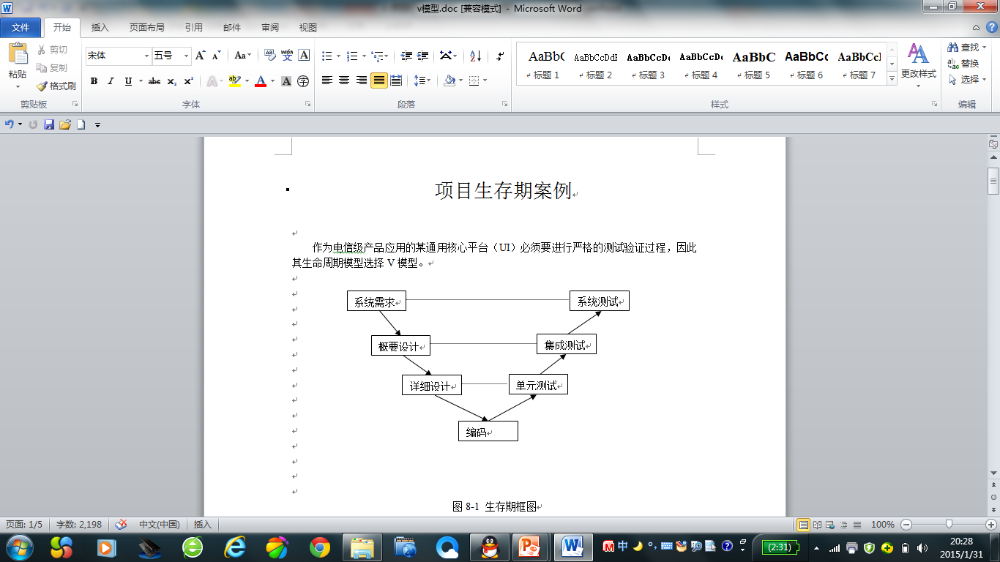 v模型.doc [兼容模式] - Microsoft Word
文件 开始 插入 页面布局 引用 邮件 审阅 视图
粘贴
剪切
复制
格式刷
宋体 五号
剪贴板 字体 段落 样式 编辑
AaBbC AaBbCcDdI AaBbCcDc AaBbCcDc AaBbC AaBbCc AaBbCcI
标题 1 标题 2 标题 3 标题 4 标题 5 标题 6 标题 7
更改样式
查找
替换
选择
项目生存期案例
作为电信级产品应用的某通用核心平台（UI）必须要进行严格的测试验证过程，因此
其生命周期模型选择 V 模型。
系统需求 系统测试
概要设计 集成测试
详细设计 单元测试
编码
图 8-1 生存期框图
页面: 1/5 字数: 2,198 中文(中国) 插入 100%
中 (2:31) 20:28
2015/1/31